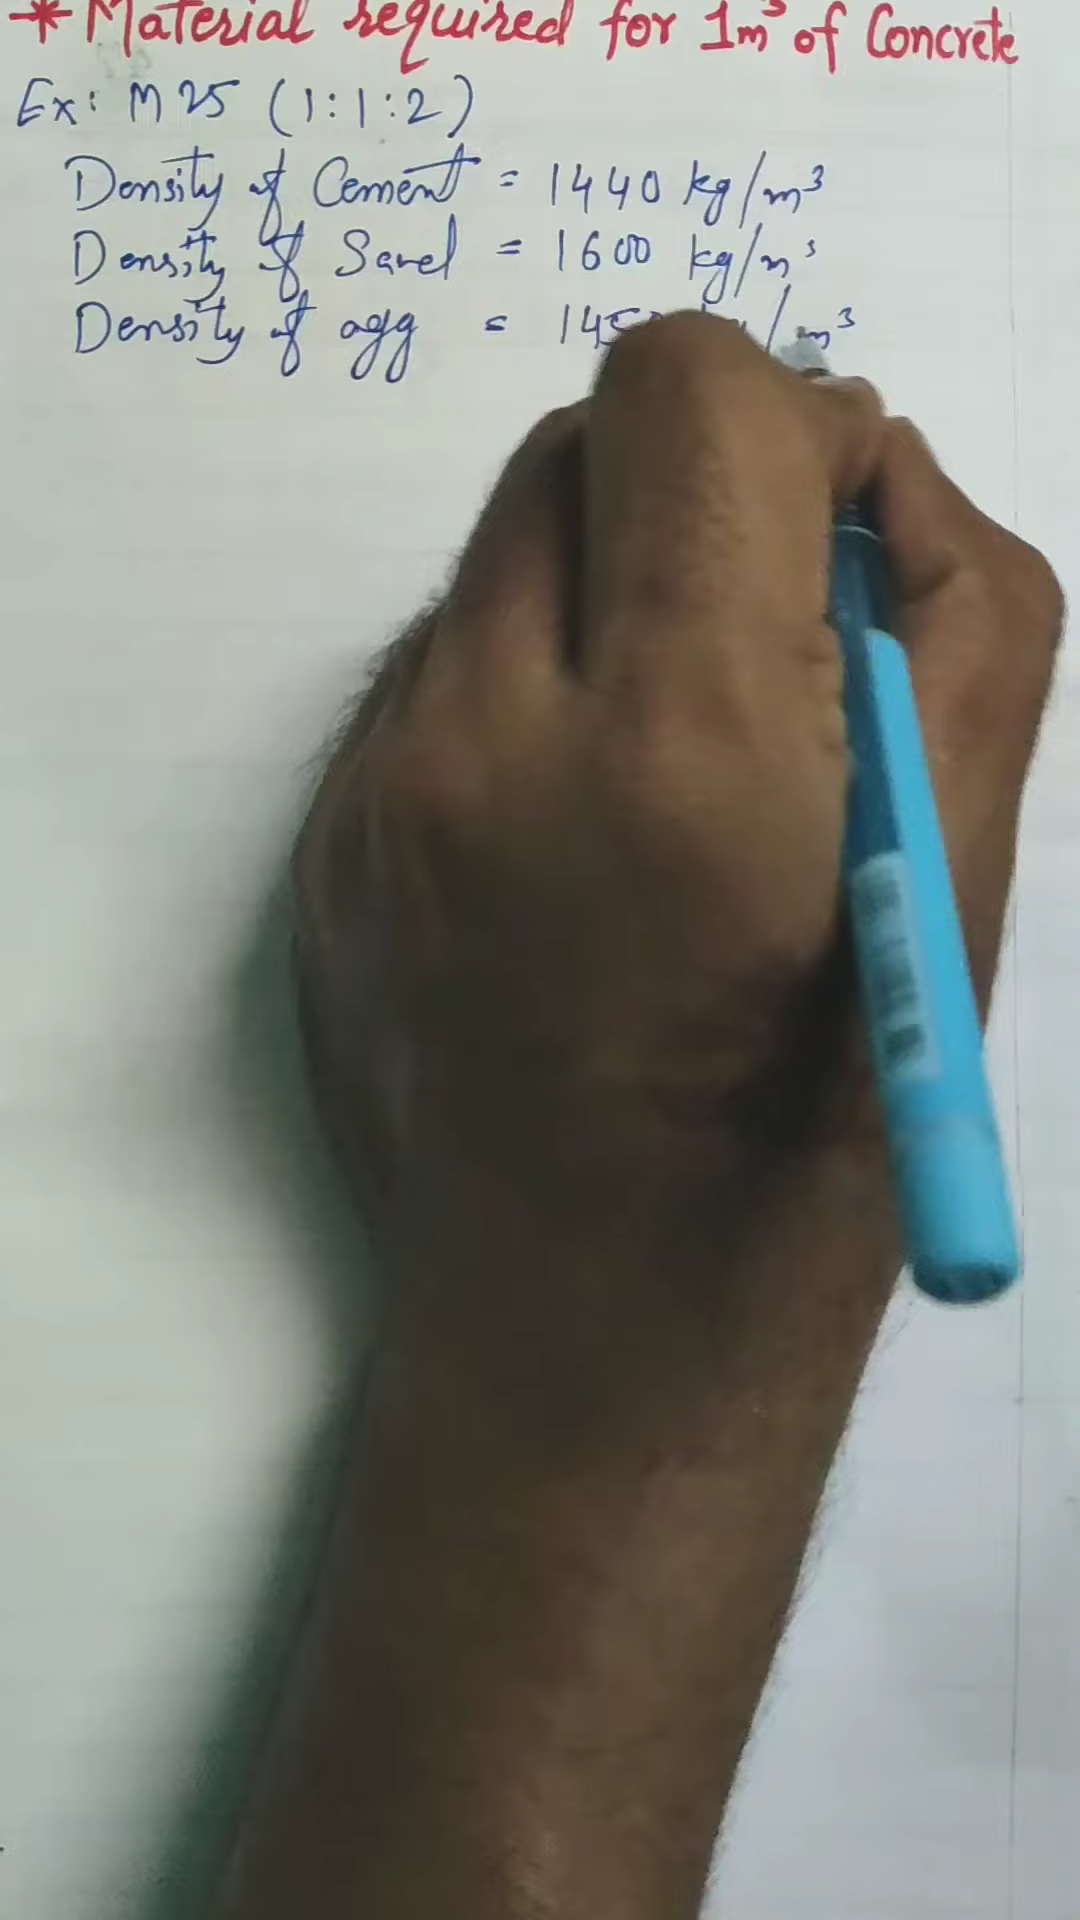 * Material required for 1m³ of Concrete
Ex: M25 (1:1:2)
Density of Cement = 1440 kg/m³
Density of Sand = 1600 kg/m³
Density of agg = /m³